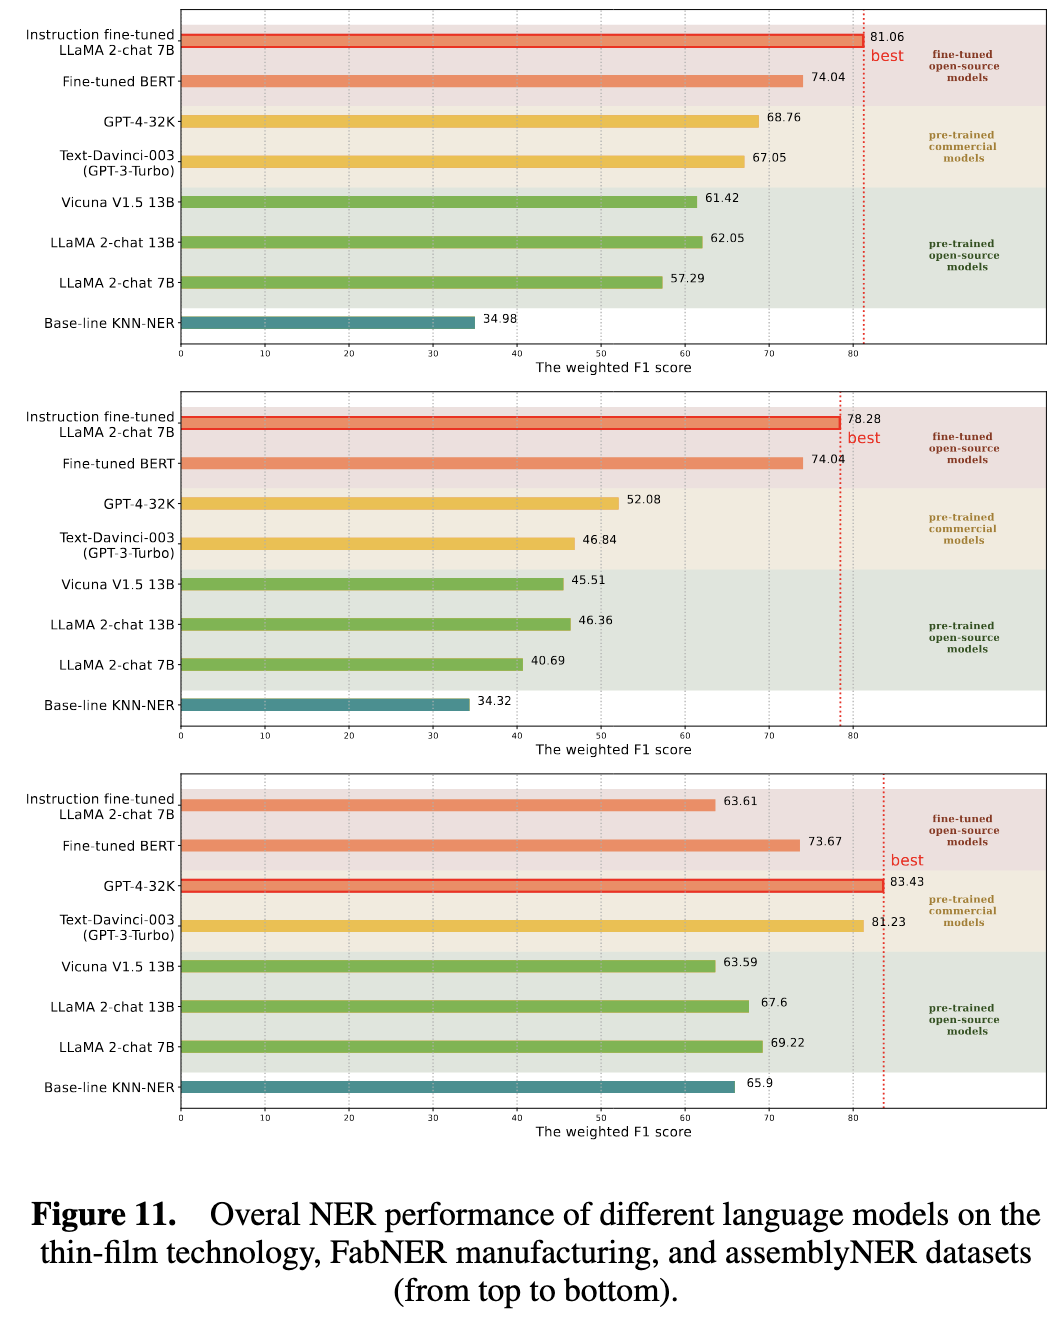 Instruction fine-tuned
LLaMA 2-chat 7B
81.06
best
fine-tuned
open-source
models
Fine-tuned BERT
74.04
GPT-4-32K
68.76
pre-trained
commercial
models
Text-Davinci-003
(GPT-3-Turbo)
67.05
Vicuna V1.5 13B
61.42
LLaMA 2-chat 13B
62.05
pre-trained
open-source
models
LLaMA 2-chat 7B
57.29
Base-line KNN-NER
34.98
0 10 20 30 40 50 60 70 80
The weighted F1 score
Instruction fine-tuned
LLaMA 2-chat 7B
78.28
best
fine-tuned
open-source
models
Fine-tuned BERT
74.04
GPT-4-32K
52.08
pre-trained
commercial
models
Text-Davinci-003
(GPT-3-Turbo)
46.84
Vicuna V1.5 13B
45.51
LLaMA 2-chat 13B
46.36
pre-trained
open-source
models
LLaMA 2-chat 7B
40.69
Base-line KNN-NER
34.32
0 10 20 30 40 50 60 70 80
The weighted F1 score
Instruction fine-tuned
LLaMA 2-chat 7B
63.61
fine-tuned
open-source
models
Fine-tuned BERT
73.67
best
GPT-4-32K
83.43
pre-trained
commercial
models
Text-Davinci-003
(GPT-3-Turbo)
81.23
Vicuna V1.5 13B
63.59
LLaMA 2-chat 13B
67.6
pre-trained
open-source
models
LLaMA 2-chat 7B
69.22
Base-line KNN-NER
65.9
0 10 20 30 40 50 60 70 80
The weighted F1 score
Figure 11. Overal NER performance of different language models on the
thin-film technology, FabNER manufacturing, and assemblyNER datasets
(from top to bottom).